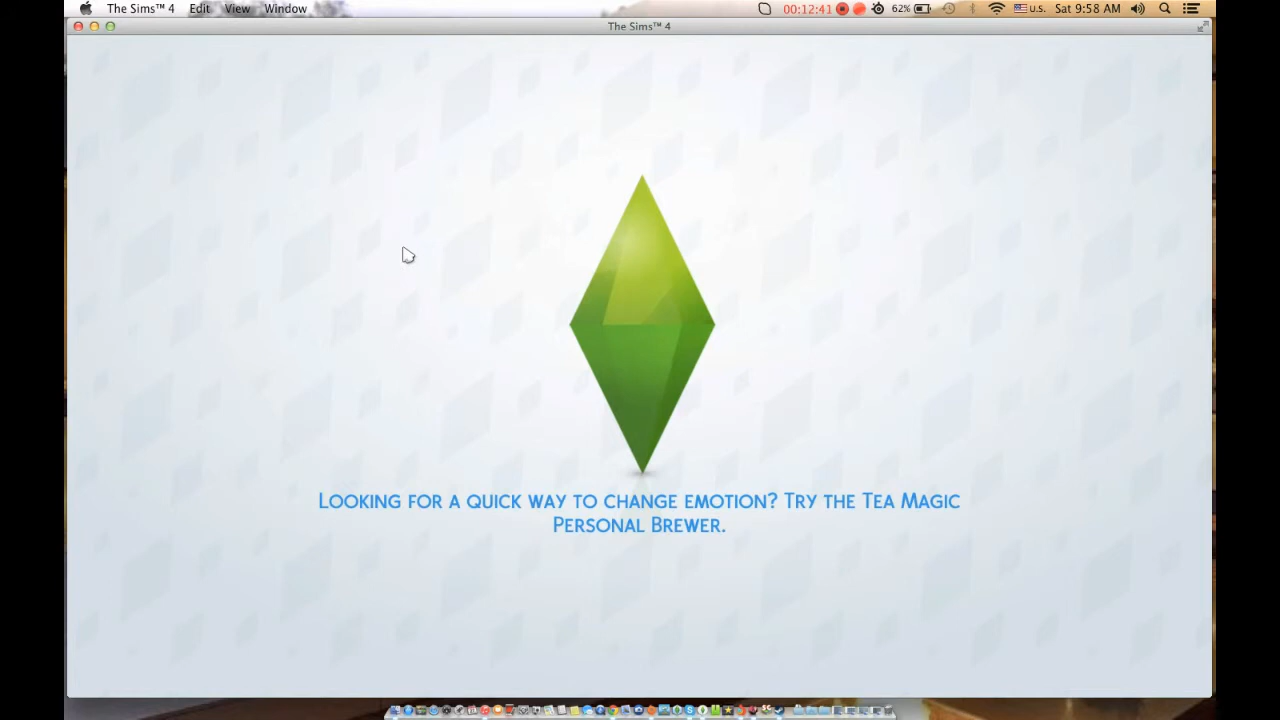 The Sims™ 4 Edit View Window 00:12:41 62% U.S. Sat 9:58 AM
The Sims™ 4
Looking for a quick way to change emotion? Try the Tea Magic
Personal Brewer.